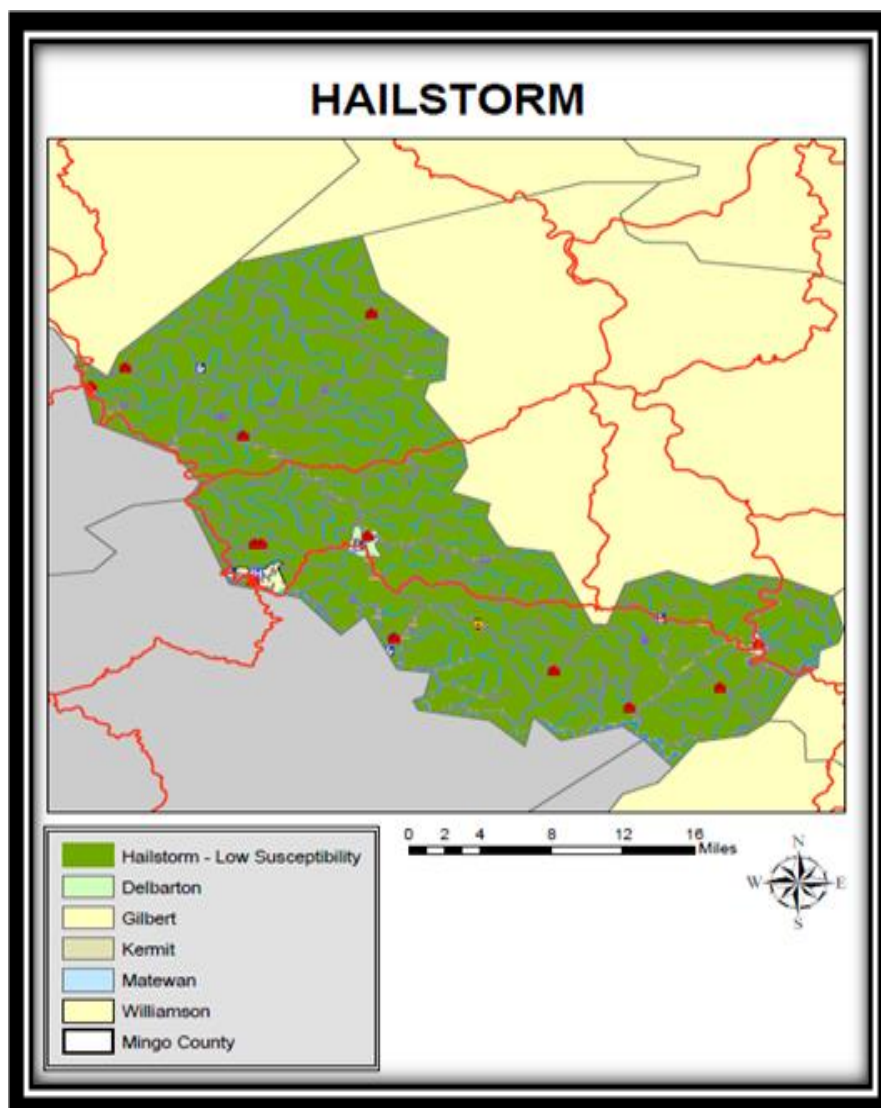 HAILSTORM
Hailstorm - Low Susceptibility
Delbarton
Gilbert
Kermit
Matewan
Williamson
Mingo County
0 2 4 8 12 16
Miles
N
W E
S